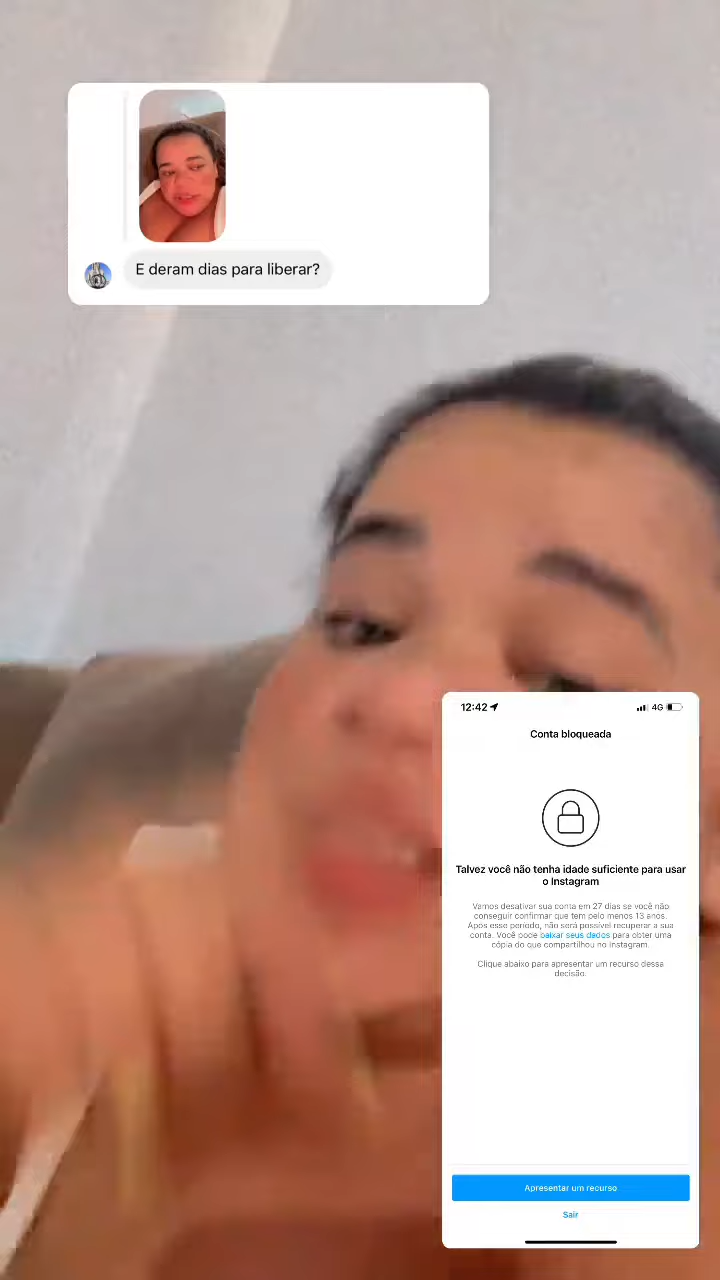 E deram dias para liberar?
12:42
4G
Conta bloqueada
Talvez você não tenha idade suficiente para usar
o Instagram
Vamos desativar sua conta em 27 dias se você não
conseguir confirmar que tem pelo menos 13 anos.
Após esse período, não será possível recuperar a sua
conta. Você pode baixar seus dados para obter uma
cópia do que compartilhou no Instagram.
Clique abaixo para apresentar um recurso dessa
decisão.
Apresentar um recurso
Sair